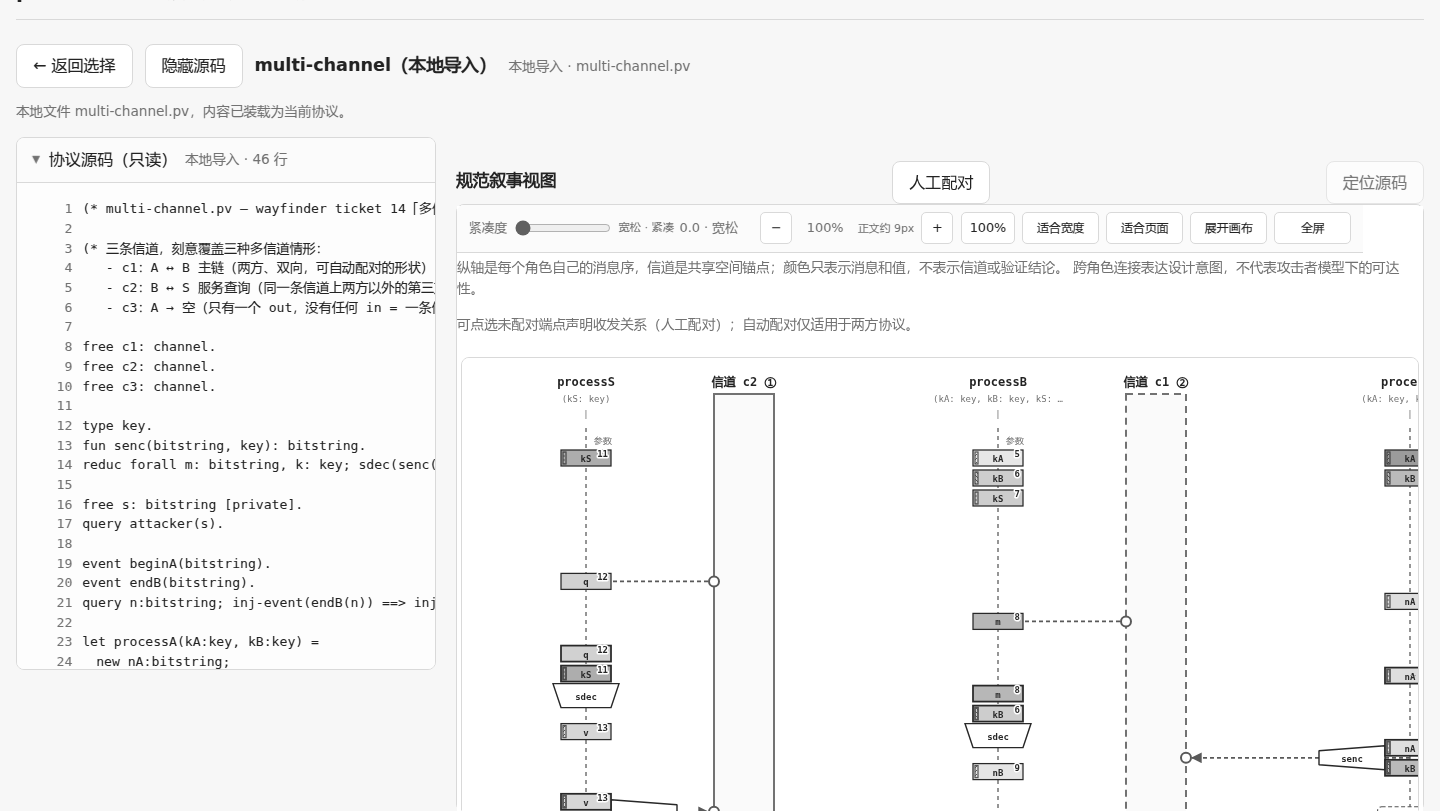 ← 返回选择
隐藏源码
multi-channel（本地导入）
本地导入 · multi-channel.pv
本地文件 multi-channel.pv，内容已装载为当前协议。
▼ 协议源码（只读） 本地导入 · 46 行
1 (* multi-channel.pv — wayfinder ticket 14「多
2
3 (* 三条信道，刻意覆盖三种多信道情形：
4    - c1：A ↔ B 主链（两方、双向，可自动配对的形状）
5    - c2：B ↔ S 服务查询（同一条信道上两方以外的第三
6    - c3：A → 空（只有一个 out，没有任何 in = 一条
7
8 free c1: channel.
9 free c2: channel.
10 free c3: channel.
11
12 type key.
13 fun senc(bitstring, key): bitstring.
14 reduc forall m: bitstring, k: key; sdec(senc(
15
16 free s: bitstring [private].
17 query attacker(s).
18
19 event beginA(bitstring).
20 event endB(bitstring).
21 query n:bitstring; inj-event(endB(n)) ==> inj
22
23 let processA(kA:key, kB:key) =
24   new nA:bitstring;
规范叙事视图
人工配对
定位源码
紧凑度
宽松 · 紧凑 0.0 · 宽松
−
100%
正文约 9px
+
100%
适合宽度
适合页面
展开画布
全屏
纵轴是每个角色自己的消息序，信道是共享空间锚点；颜色只表示消息和值，不表示信道或验证结论。 跨角色连接表达设计意图，不代表攻击者模型下的可达
性。
可点选未配对端点声明收发关系（人工配对）；自动配对仅适用于两方协议。
processS
(kS: key)
参数
kS 11
q 12
q 12
kS 11
sdec
v 13
v 13
信道 c2 ②
processB
(kA: key, kB: key, kS: …
参数
kA 5
kB 6
kS 7
m 8
m 8
kB 6
sdec
nB 9
信道 c1 ②
proce
(kA: key, k
kA
kB
nA
nA
senc
nA
kB